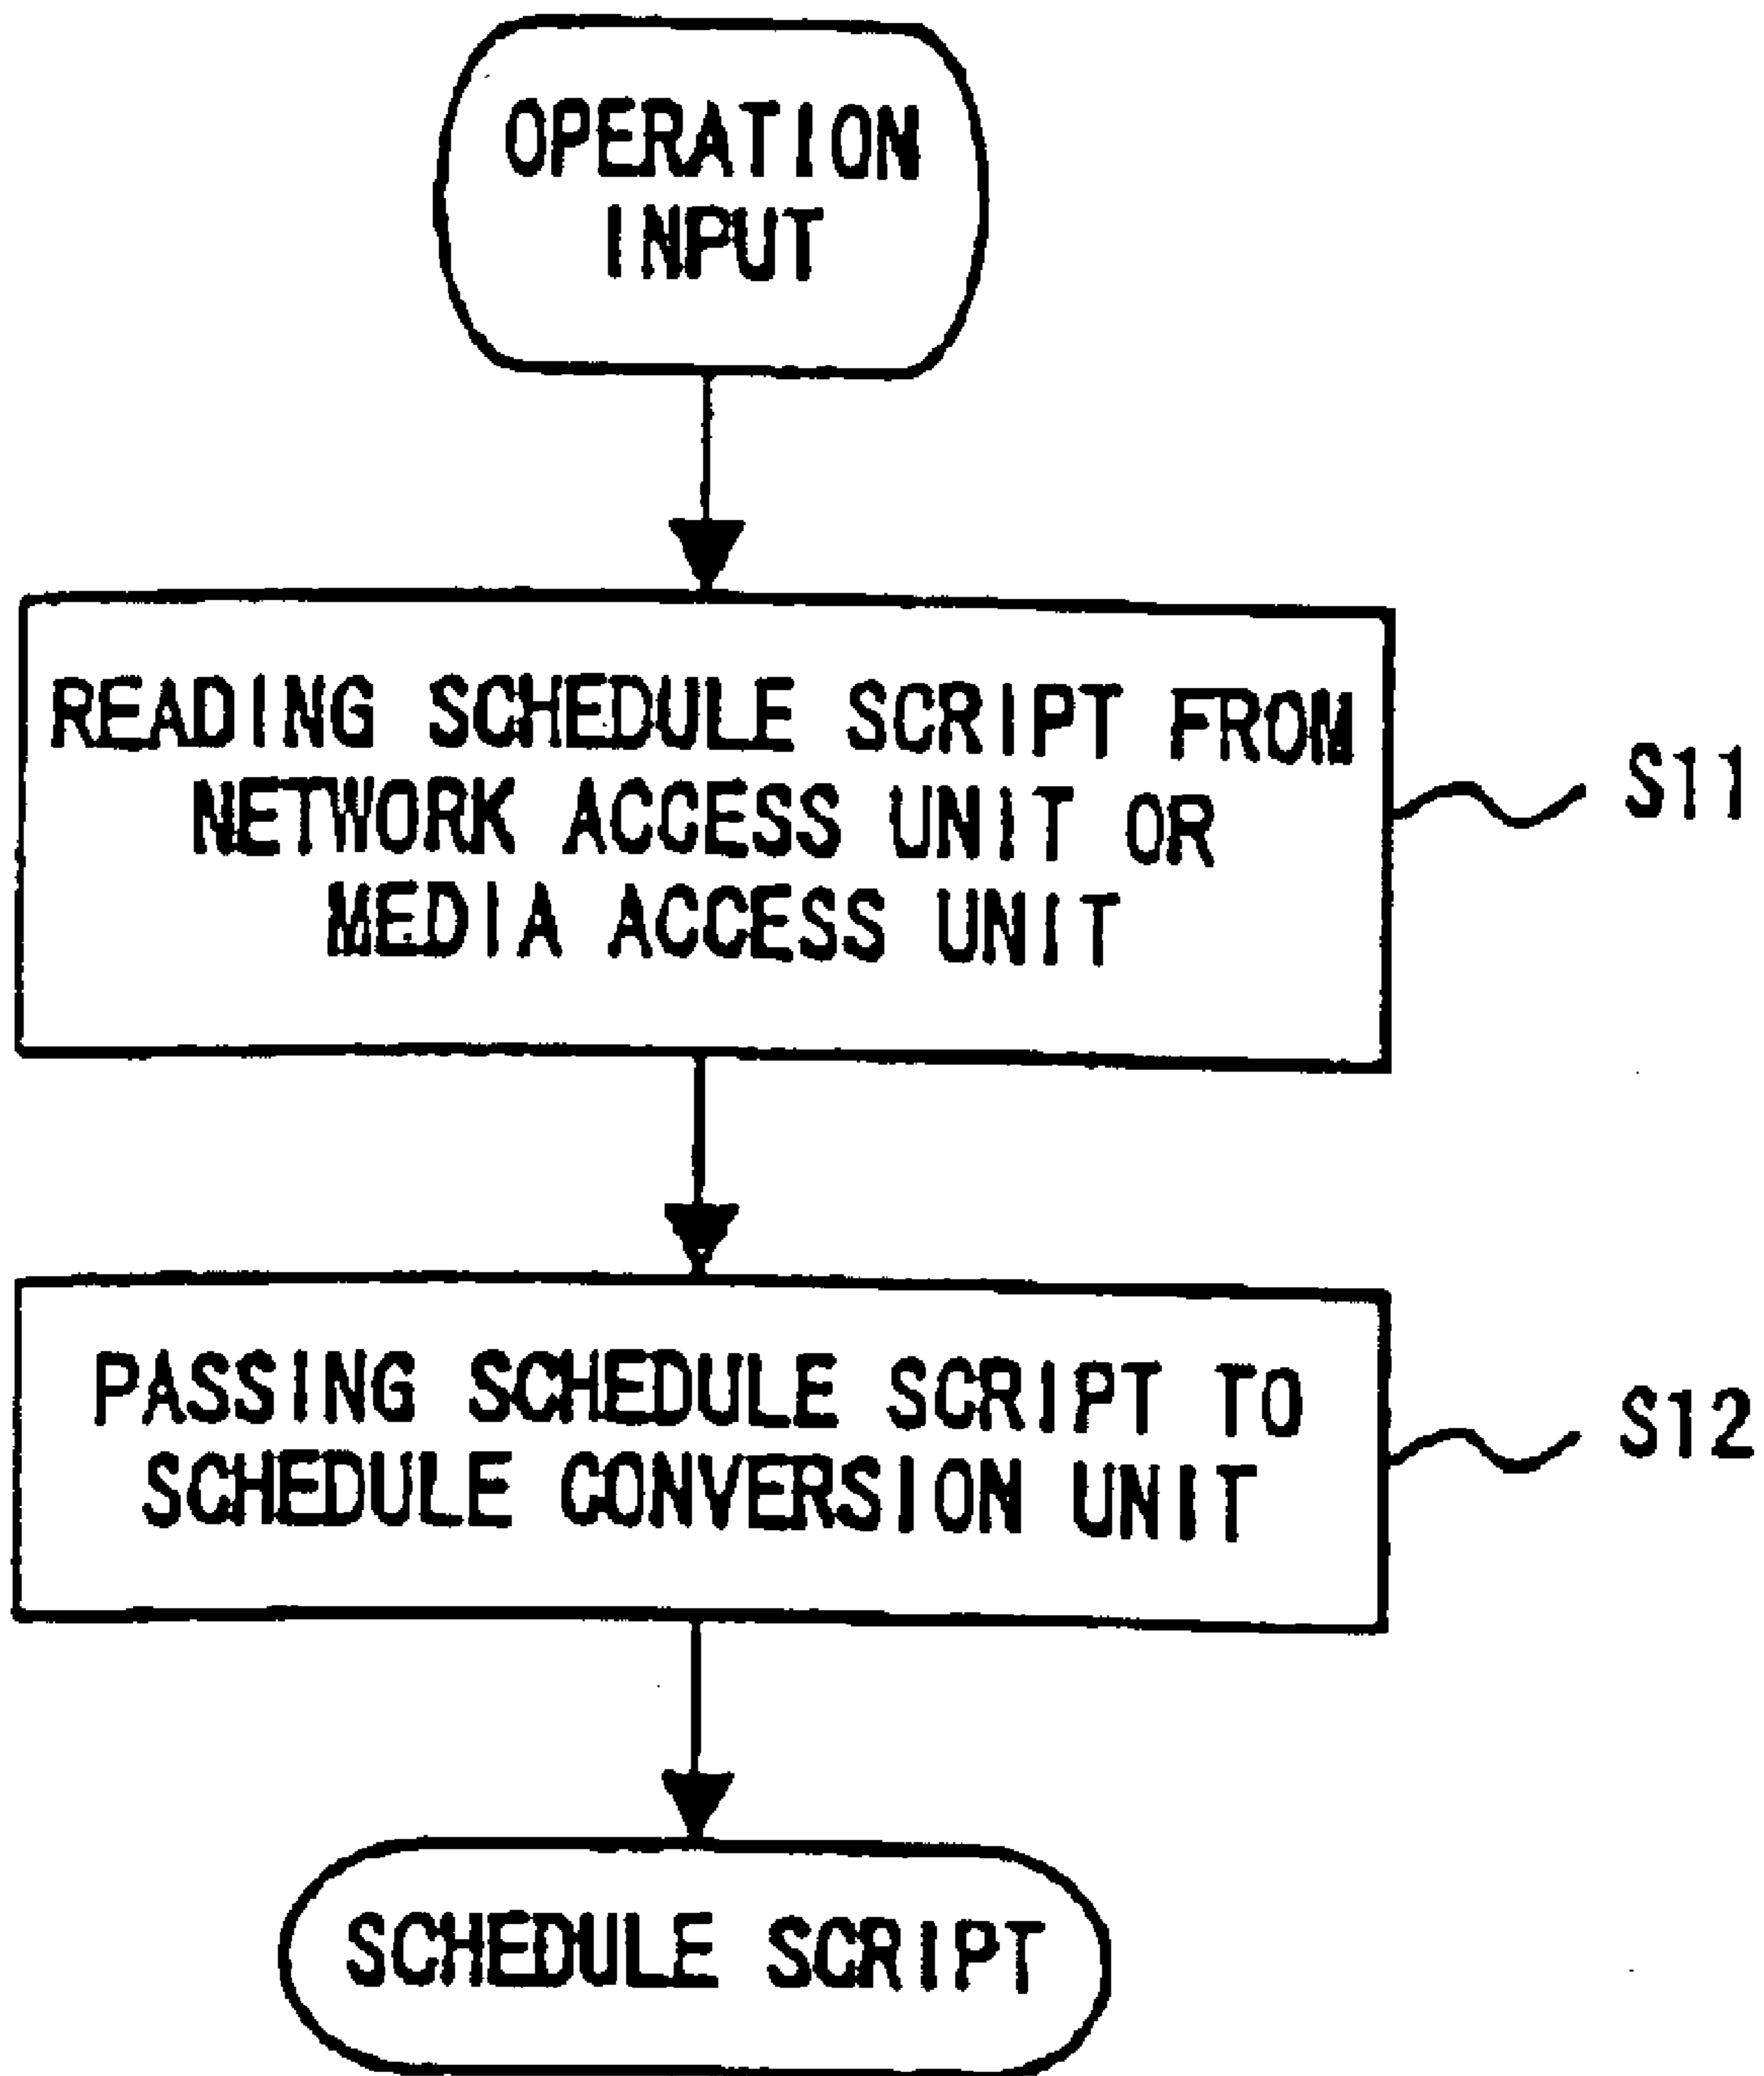 OPERATION
INPUT
READING SCHEDULE SCRIPT FROM
NETWORK ACCESS UNIT OR
MEDIA ACCESS UNIT
S11
PASSING SCHEDULE SCRIPT TO
SCHEDULE CONVERSION UNIT
S12
SCHEDULE SCRIPT